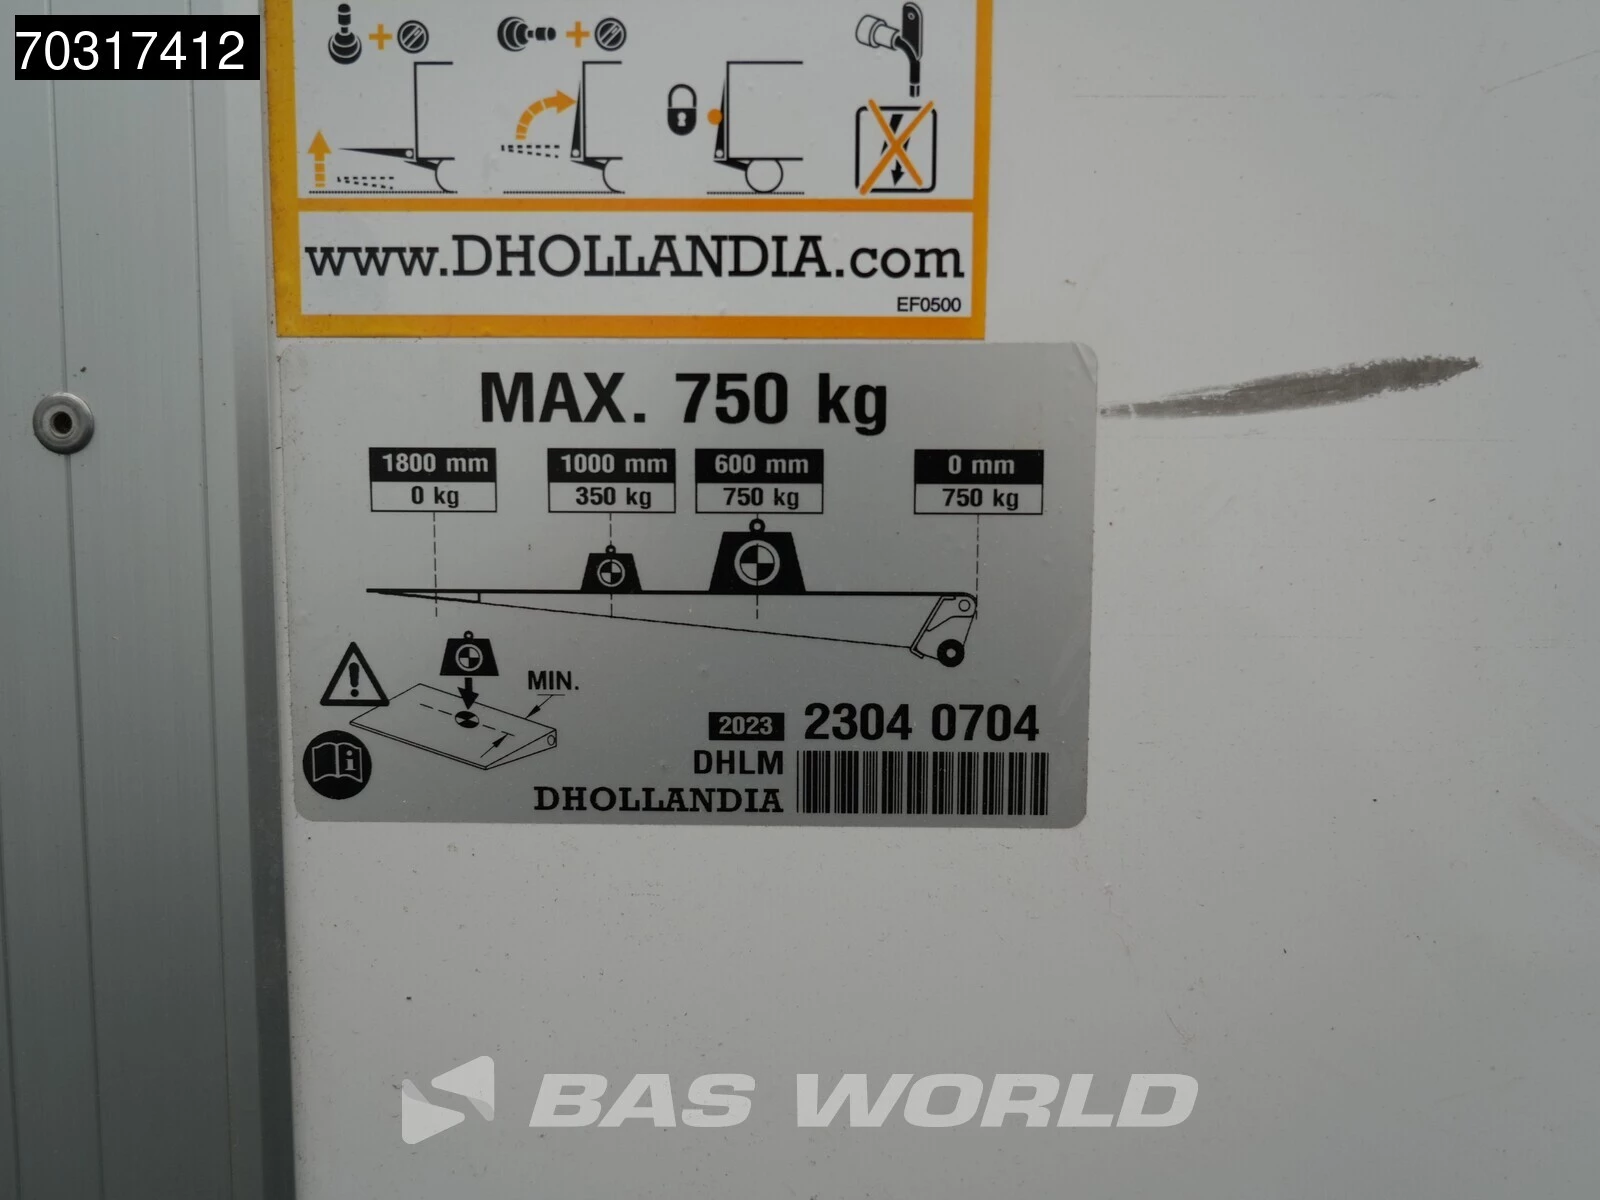 70317412
www.DHOLLANDIA.com
EF0500
MAX. 750 kg
1800 mm 1000 mm 600 mm 0 mm
0 kg 350 kg 750 kg 750 kg
MIN.
2023 2304 0704
DHLM
DHOLLANDIA
BAS WORLD